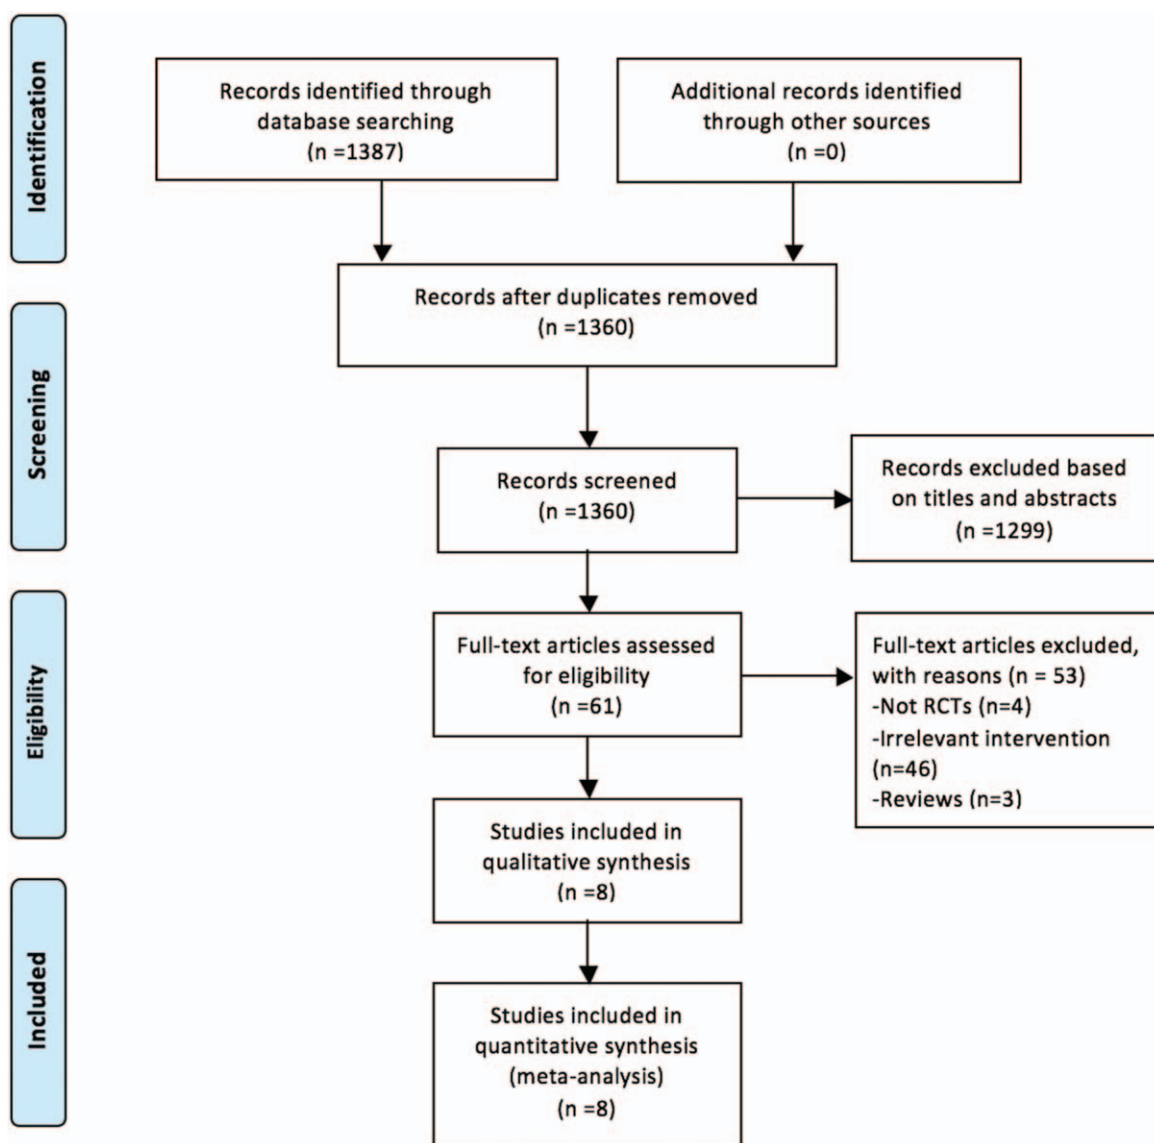 Identification
Records identified through
database searching
(n =1387)
Additional records identified
through other sources
(n =0)
Records after duplicates removed
(n =1360)
Screening
Records screened
(n =1360)
Records excluded based
on titles and abstracts
(n =1299)
Eligibility
Full-text articles assessed
for eligibility
(n =61)
Full-text articles excluded,
with reasons (n = 53)
-Not RCTs (n=4)
-Irrelevant intervention
(n=46)
-Reviews (n=3)
Studies included in
qualitative synthesis
(n =8)
Included
Studies included in
quantitative synthesis
(meta-analysis)
(n =8)